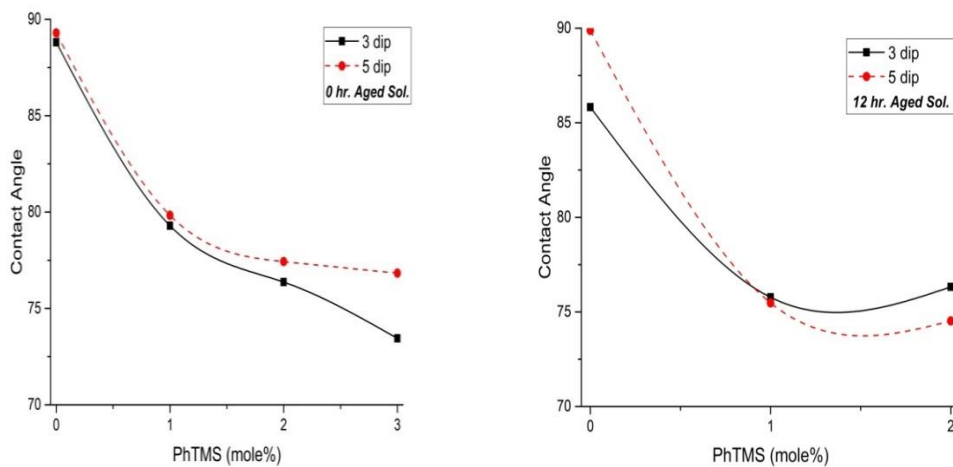 90
85
80
75
70
Contact Angle
3 dip
5 dip
0 hr. Aged Sol.
0 1 2 3
PhTMS (mole%)
90
85
80
75
70
Contact Angle
3 dip
5 dip
12 hr. Aged Sol.
0 1 2
PhTMS (mole%)